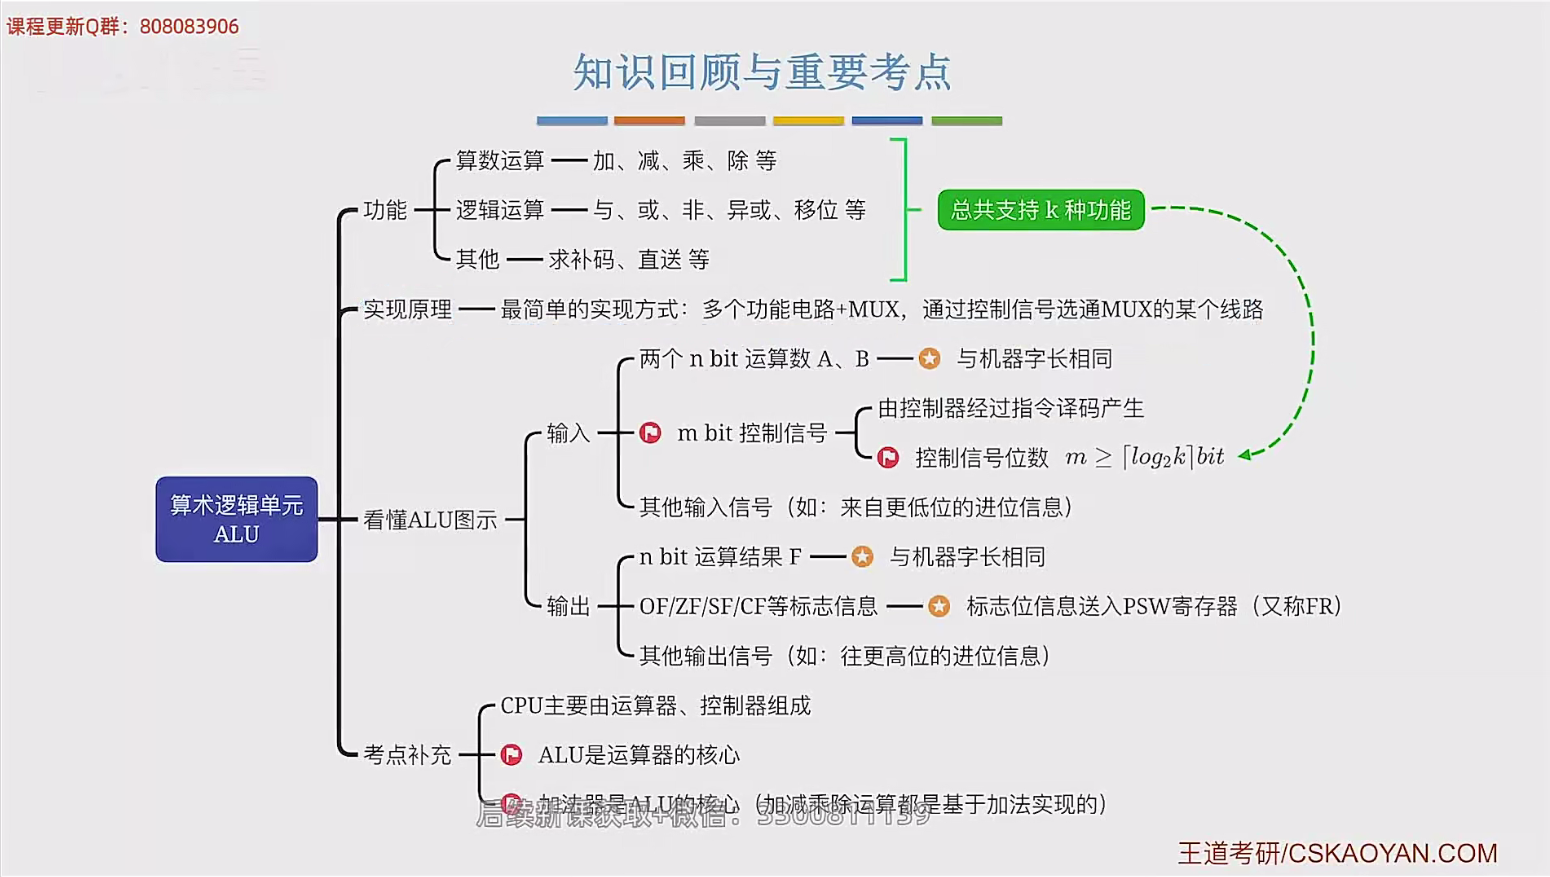 课程更新Q群：808083906
知识回顾与重要考点
算数运算
加、减、乘、除 等
功能
逻辑运算
与、或、非、异或、移位 等
总共支持 k 种功能
其他
求补码、直送 等
实现原理
最简单的实现方式：多个功能电路+MUX，通过控制信号选通MUX的某个线路
两个 n bit 运算数 A、B
与机器字长相同
由控制器经过指令译码产生
输入
m bit 控制信号
控制信号位数 m ≥ ⌈log₂k⌉bit
其他输入信号（如：来自更低位的进位信息）
算术逻辑单元
ALU
看懂ALU图示
n bit 运算结果 F
与机器字长相同
输出
OF/ZF/SF/CF等标志信息
标志位信息送入PSW寄存器（又称FR）
其他输出信号（如：往更高位的进位信息）
CPU主要由运算器、控制器组成
考点补充
ALU是运算器的核心
加法器是ALU的核心（加减乘除运算都是基于加法实现的）
后续新课获取+微信：3300811139
王道考研/CSKAOYAN.COM